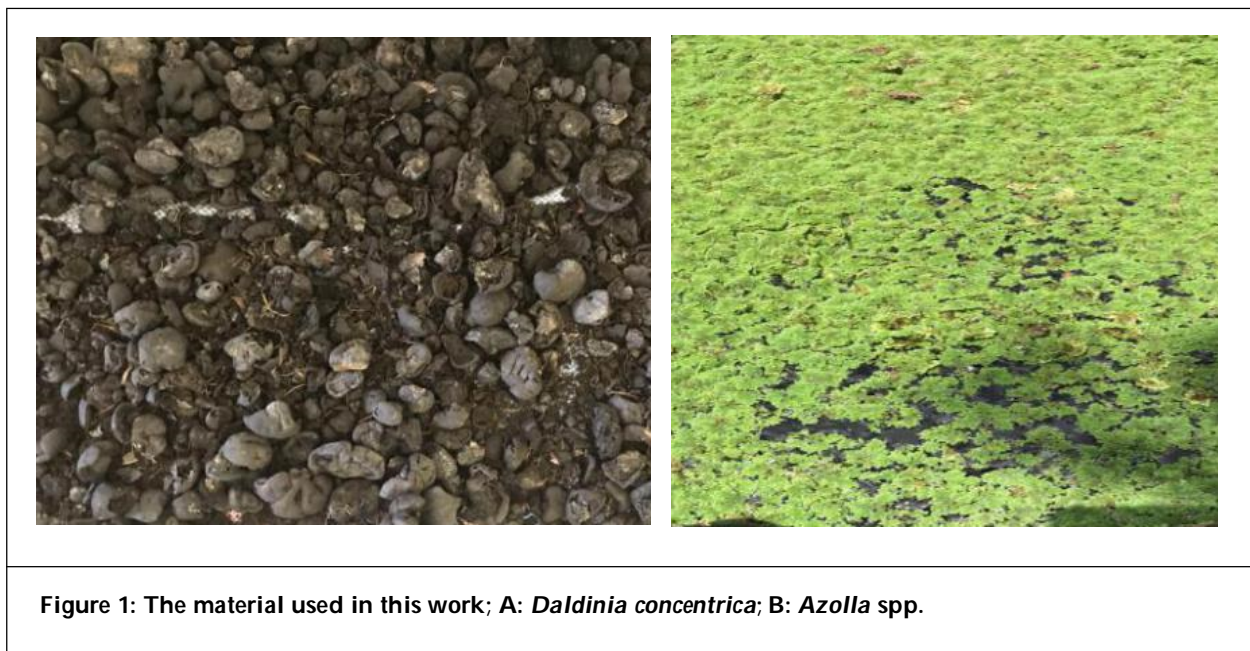 Figure 1: The material used in this work; A: Daldinia concentrica; B: Azolla spp.